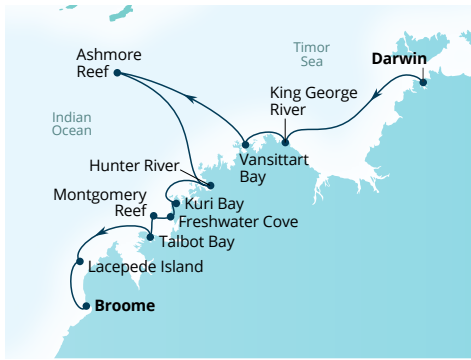 Ashmore
Reef
Timor
Sea
Darwin
King George
River
Indian
Ocean
Vansittart
Bay
Hunter River
Montgomery
Reef
Kuri Bay
Freshwater Cove
Talbot Bay
Lacepede Island
Broome